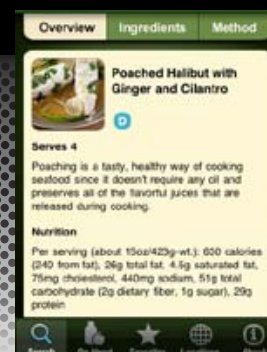 Overview Ingredients Method
Poached Halibut with
Ginger and Cilantro
D
Serves 4
Poaching is a tasty, healthy way of cooking
seafood since it doesn't require any oil and
preserves all of the flavorful juices that are
released during cooking.
Nutrition
Per serving (about 15oz/423g-wt.): 600 calories
(240 from fat), 26g total fat, 4.5g saturated fat,
75mg cholesterol, 440mg sodium, 51g total
carbohydrate (2g dietary fiber, 1g sugar), 29g
protein
Search